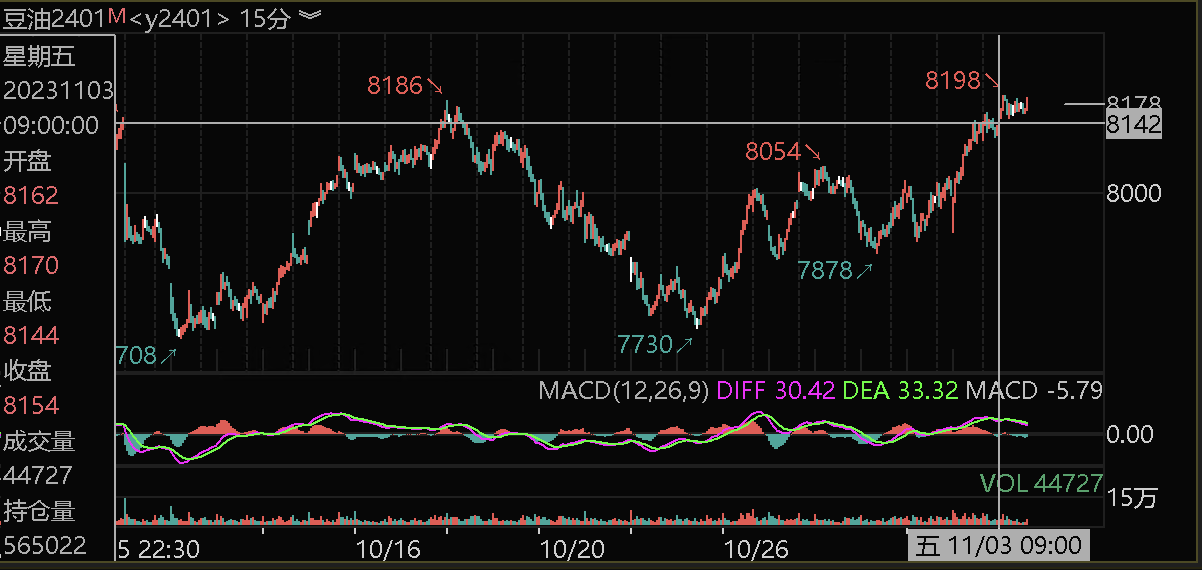 豆油2401M<y2401> 15分
星期五
20231103
09:00:00
开盘
8162
最高
8170
最低
8144
收盘
8154
成交量
44727
持仓量
565022
8186
8198
8054
7878
7730
708
8178
8142
8000
MACD(12,26,9) DIFF 30.42 DEA 33.32 MACD -5.79
0.00
VOL 44727
15万
5 22:30
10/16
10/20
10/26
五 11/03 09:00